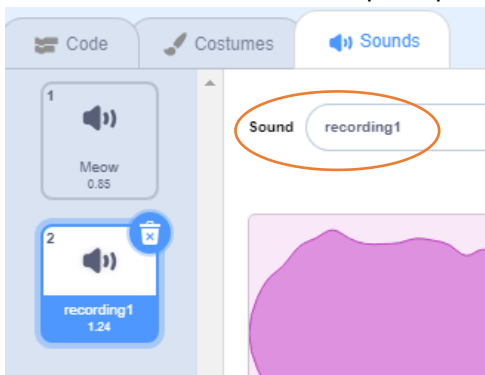 Code Costumes Sounds
1
Meow
0.85
Sound recording1
2
recording1
1.24